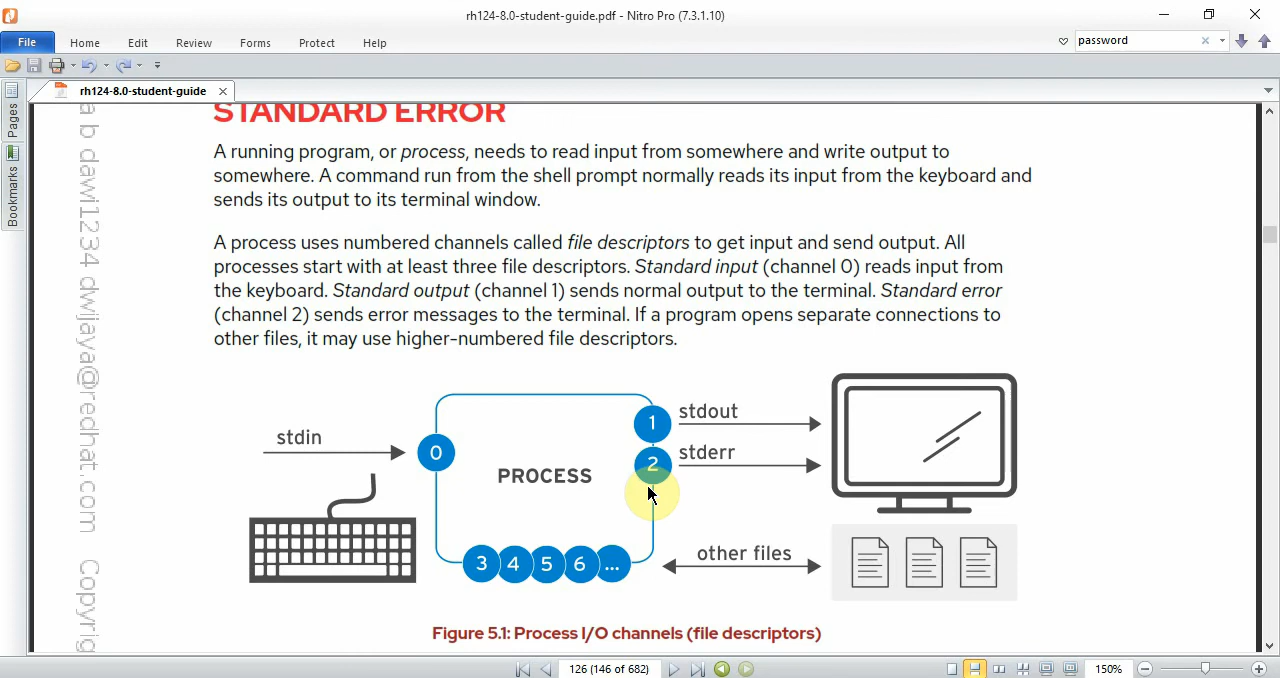 rh124-8.0-student-guide.pdf - Nitro Pro (7.3.1.10)
File Home Edit Review Forms Protect Help
password
rh124-8.0-student-guide
Pages
Bookmarks
a b dawi1234 dwijaya@redhat.com Copyrig
STANDARD ERROR
A running program, or process, needs to read input from somewhere and write output to
somewhere. A command run from the shell prompt normally reads its input from the keyboard and
sends its output to its terminal window.
A process uses numbered channels called file descriptors to get input and send output. All
processes start with at least three file descriptors. Standard input (channel 0) reads input from
the keyboard. Standard output (channel 1) sends normal output to the terminal. Standard error
(channel 2) sends error messages to the terminal. If a program opens separate connections to
other files, it may use higher-numbered file descriptors.
stdin
0
PROCESS
1
stdout
2
stderr
3 4 5 6 ...
other files
Figure 5.1: Process I/O channels (file descriptors)
126 (146 of 682)
150%